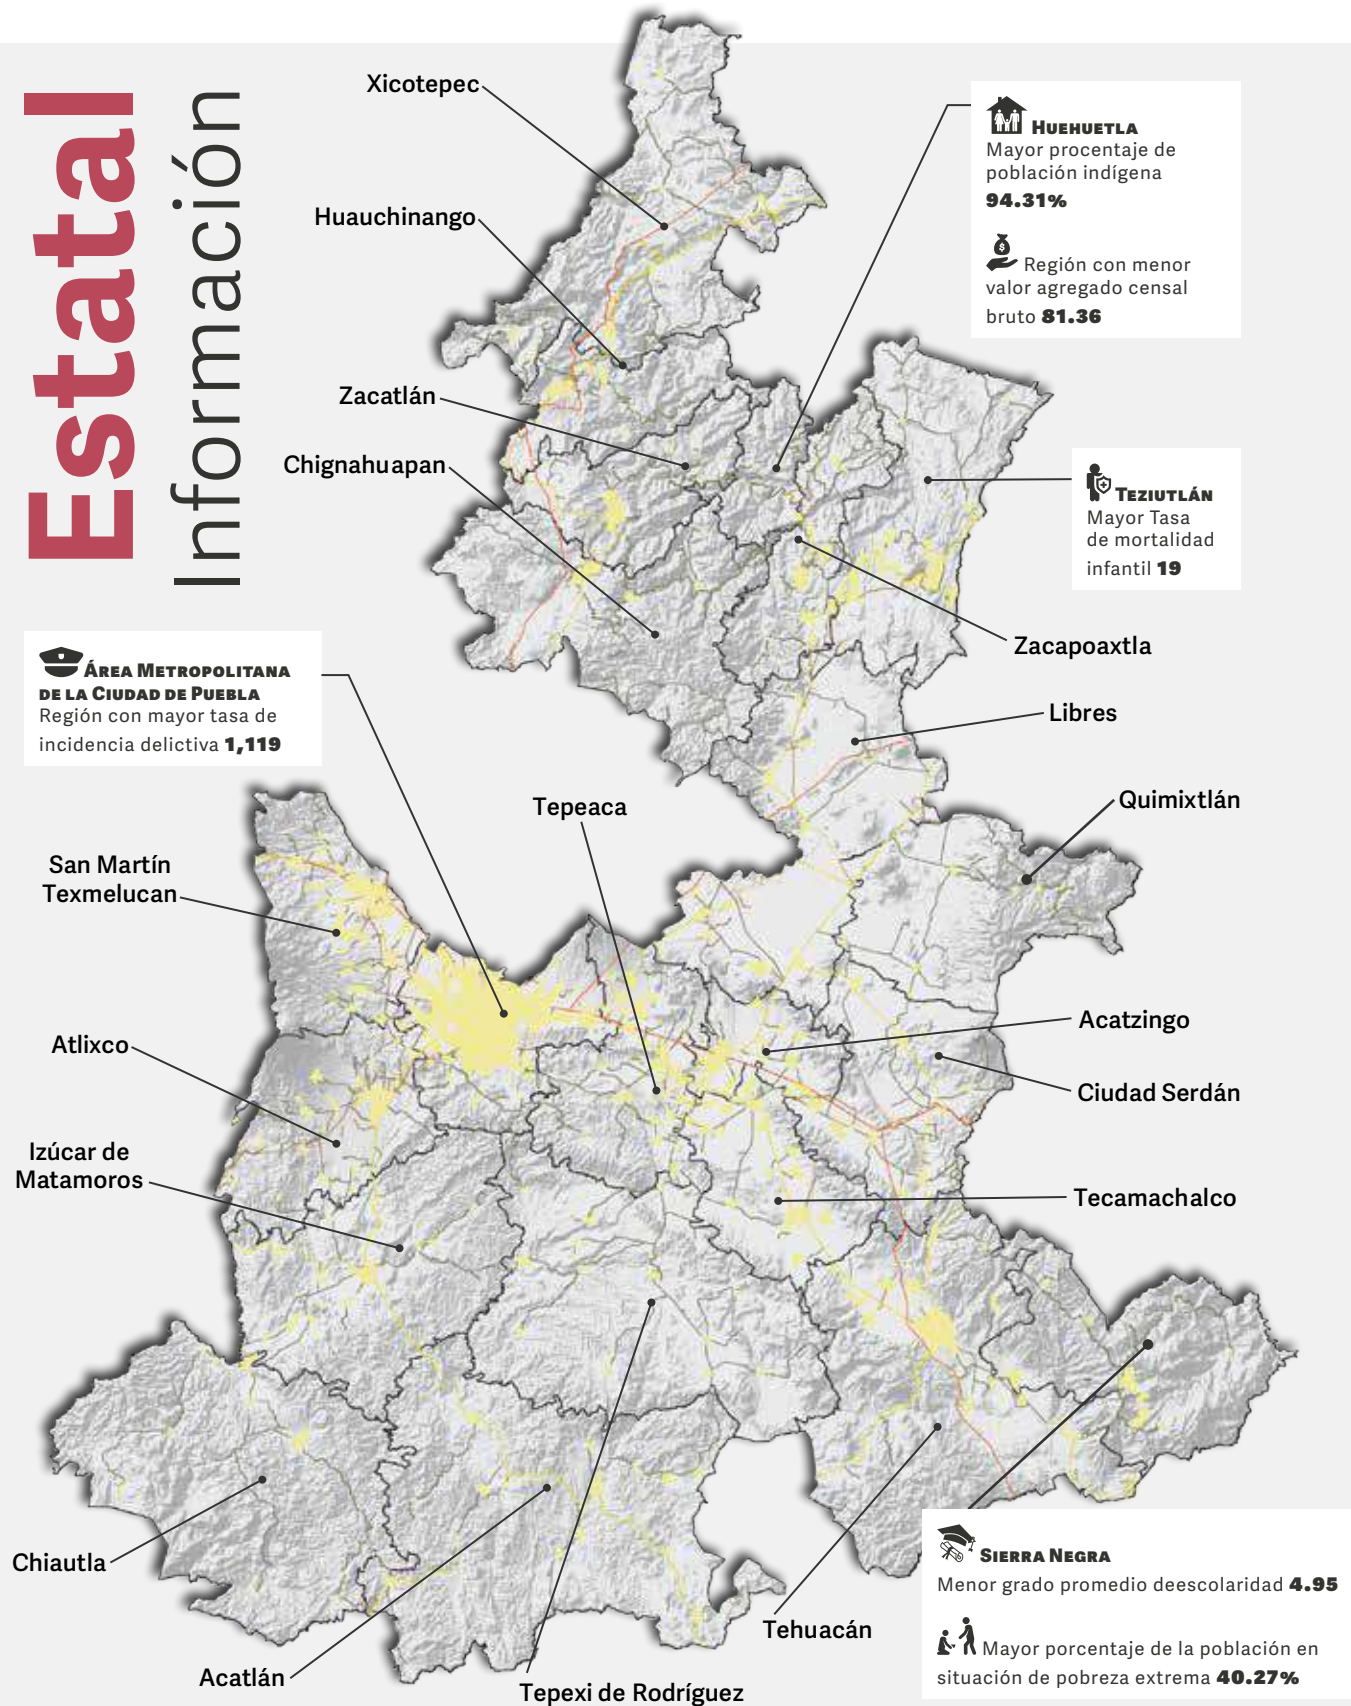 Estatal
Información
Xicotepec
Huauchinango
Zacatlán
Chignahuapan
HUEHUETLA
Mayor procentaje de
población indígena
94.31%
Región con menor
valor agregado censal
bruto 81.36
TEZIUTLÁN
Mayor Tasa
de mortalidad
infantil 19
Zacapoaxtla
ÁREA METROPOLITANA
DE LA CIUDAD DE PUEBLA
Región con mayor tasa de
incidencia delictiva 1,119
Libres
Quimixtlán
Tepeaca
San Martín
Texmelucan
Acatzingo
Atlixco
Ciudad Serdán
Izúcar de
Matamoros
Tecamachalco
Chiautla
Acatlán
Tepexi de Rodríguez
Tehuacán
SIERRA NEGRA
Menor grado promedio deescolaridad 4.95
Mayor porcentaje de la población en
situación de pobreza extrema 40.27%